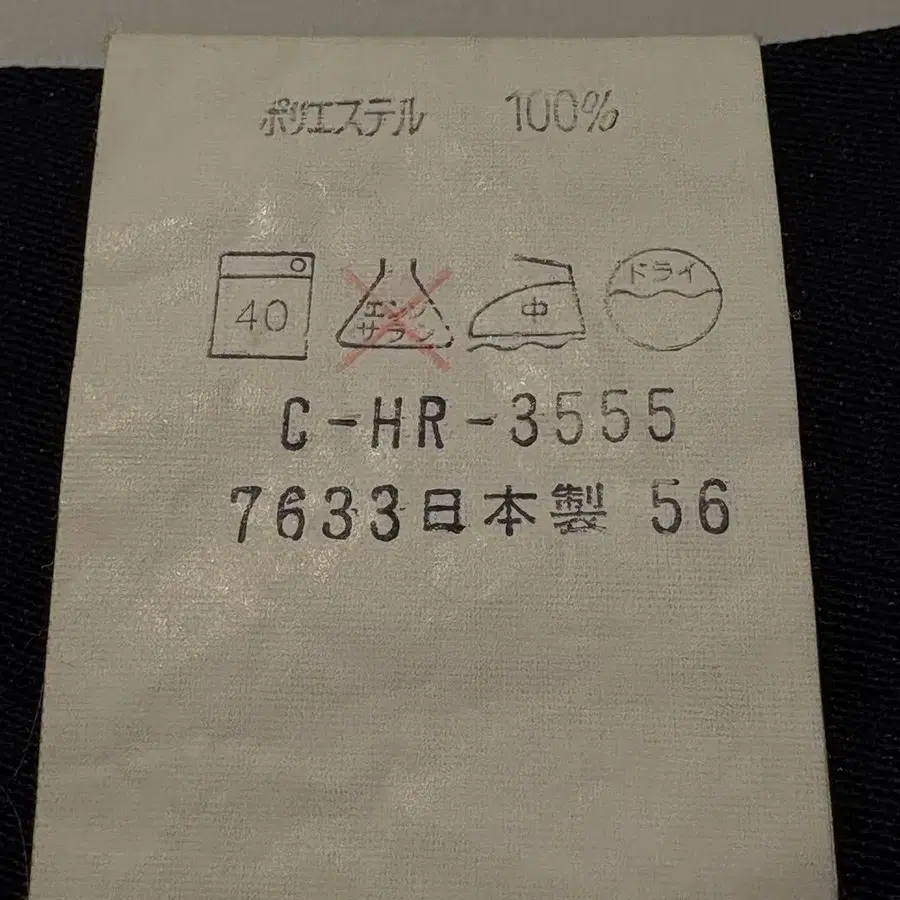 ポリエステル 100%
40 エンソ サラシ 中 ドライ
C-HR-3555
7633日本製 56